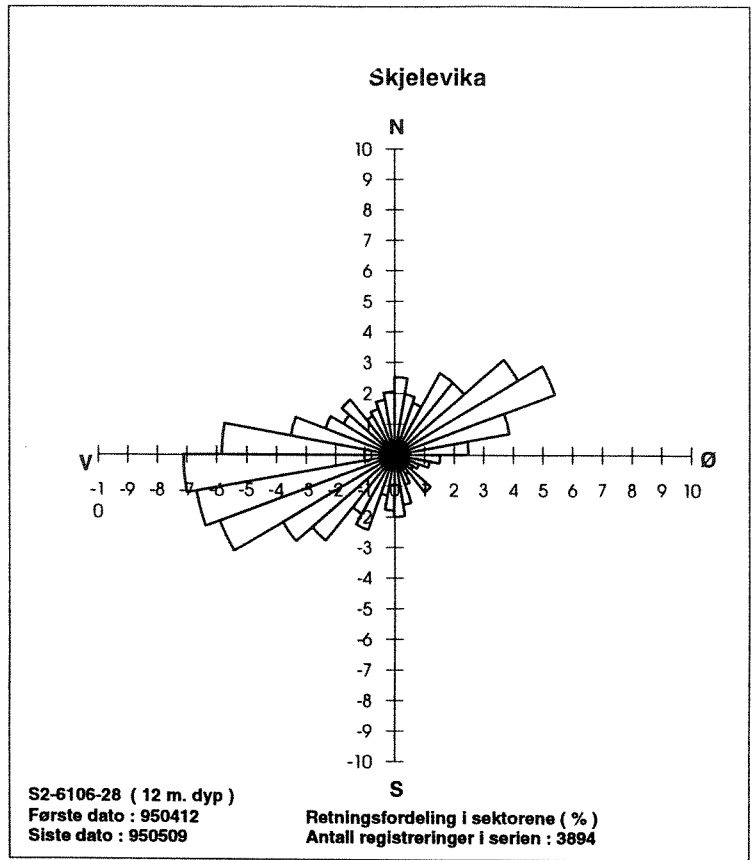 Skjelevika
N
10
9
8
7
6
5
4
3
2
V
Ø
-1 -9 -8 -7 -6 -5 -4 -3 -2 -1 0 1 2 3 4 5 6 7 8 9 10
0
-2
-3
-4
-5
-6
-7
-8
-9
-10
S
S2-6106-28 ( 12 m. dyp )
Første dato : 950412
Siste dato : 950509
Retningsfordeling i sektorene ( % )
Antall registreringer i serien : 3894